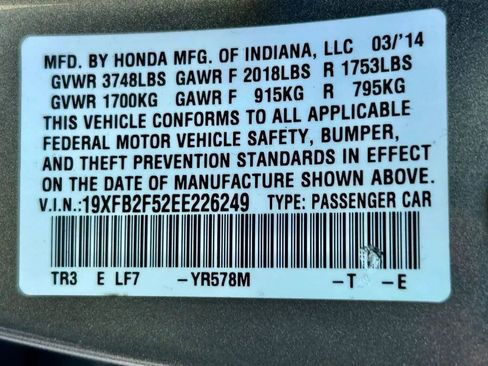 MFD. BY HONDA MFG. OF INDIANA, LLC 03/'14
GVWR 3748LBS GAWR F 2018LBS R 1753LBS
GVWR 1700KG GAWR F 915KG R 795KG
THIS VEHICLE CONFORMS TO ALL APPLICABLE
FEDERAL MOTOR VEHICLE SAFETY, BUMPER,
AND THEFT PREVENTION STANDARDS IN EFFECT
ON THE DATE OF MANUFACTURE SHOWN ABOVE.
V.I.N.:19XFB2F52EE226249 TYPE: PASSENGER CAR
TR3 E LF7 -YR578M -T -E